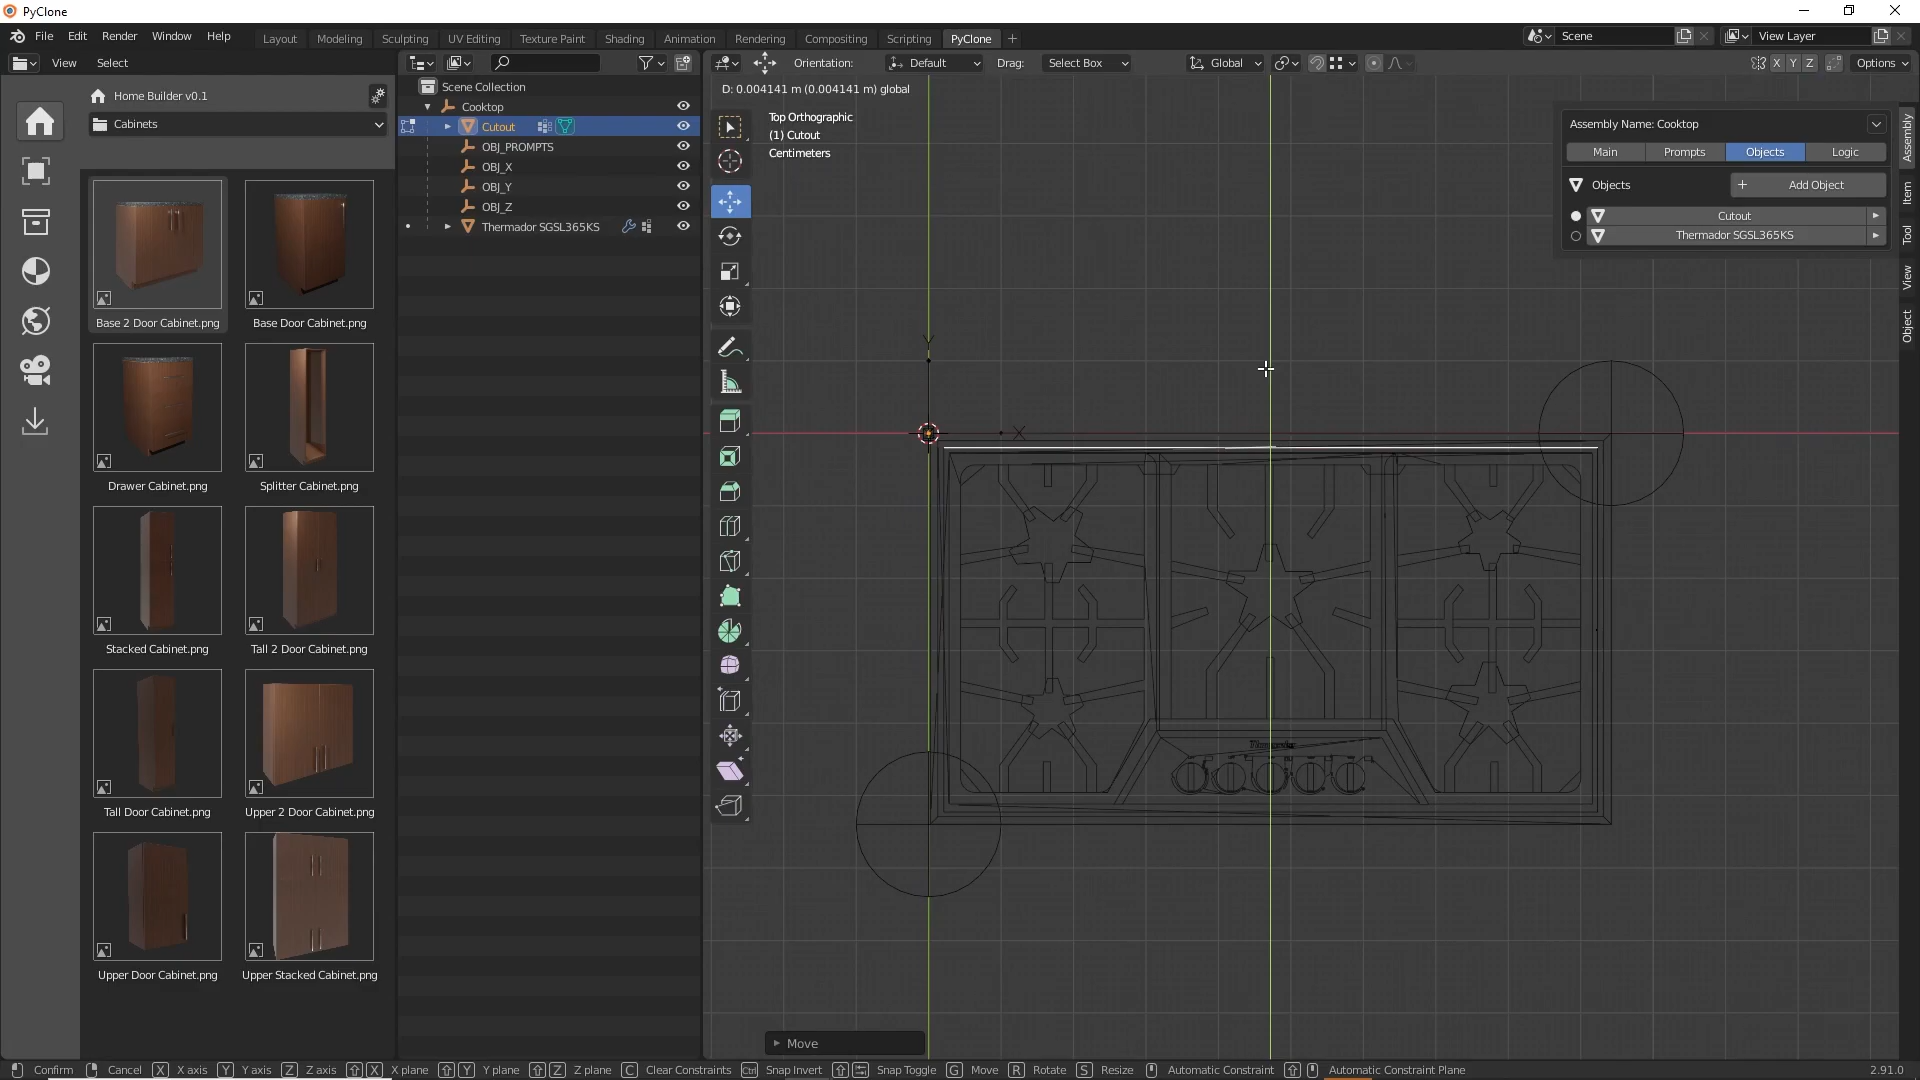 PyClone
File Edit Render Window Help
Layout Modeling Sculpting UV Editing Texture Paint Shading Animation Rendering Compositing Scripting PyClone
Scene
View Layer
View Select
Orientation: Default Drag: Select Box Global
X Y Z Options
Home Builder v0.1
Cabinets
Base 2 Door Cabinet.png
Base Door Cabinet.png
Drawer Cabinet.png
Splitter Cabinet.png
Stacked Cabinet.png
Tall 2 Door Cabinet.png
Tall Door Cabinet.png
Upper 2 Door Cabinet.png
Upper Door Cabinet.png
Upper Stacked Cabinet.png
Scene Collection
Cooktop
Cutout
OBJ_PROMPTS
OBJ_X
OBJ_Y
OBJ_Z
Thermador SGSL365KS
D: 0.004141 m (0.004141 m) global
Top Orthographic
(1) Cutout
Centimeters
Y
X
Assembly Name: Cooktop
Main Prompts Objects Logic
Objects
Add Object
Cutout
Thermador SGSL365KS
Assembly
Item
Tool
View
Object
Move
Confirm Cancel X X axis Y Y axis Z Z axis X X plane Y Y plane Z Z plane C Clear Constraints Ctrl Snap Invert Snap Toggle G Move R Rotate S Resize Automatic Constraint Automatic Constraint Plane
2.91.0